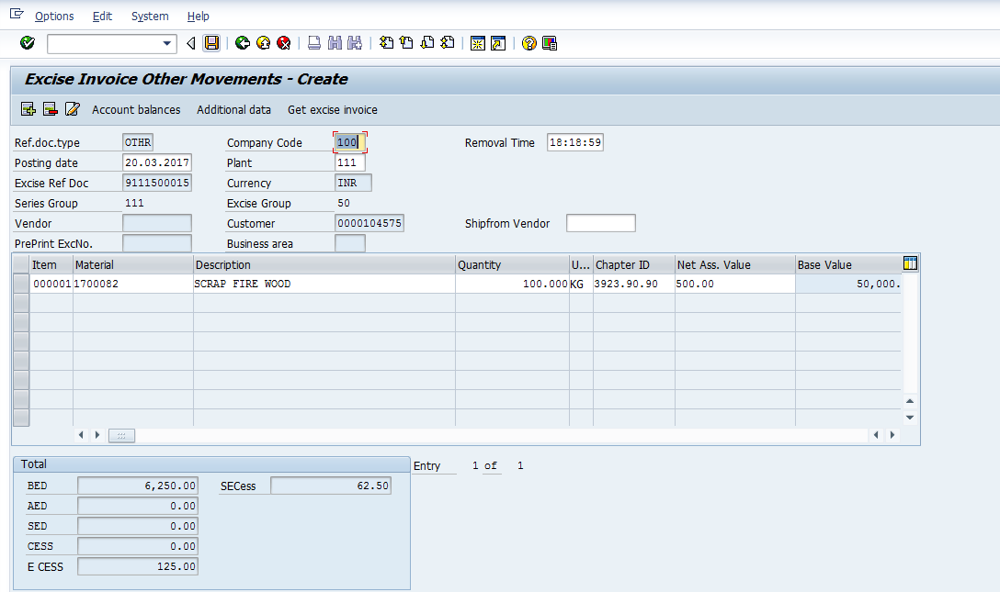 Options Edit System Help
Excise Invoice Other Movements - Create
Account balances Additional data Get excise invoice
Ref.doc.type OTHR Company Code 100 Removal Time 18:18:59
Posting date 20.03.2017 Plant 111
Excise Ref Doc 9111500015 Currency INR
Series Group 111 Excise Group 50
Vendor Customer 0000104575 Shipfrom Vendor
PrePrint ExcNo. Business area
Item Material Description Quantity U... Chapter ID Net Ass. Value Base Value
000001 1700082 SCRAP FIRE WOOD 100.000 KG 3923.90.90 500.00 50,000.
Total
Entry 1 of 1
BED 6,250.00 SECess 62.50
AED 0.00
SED 0.00
CESS 0.00
E CESS 125.00